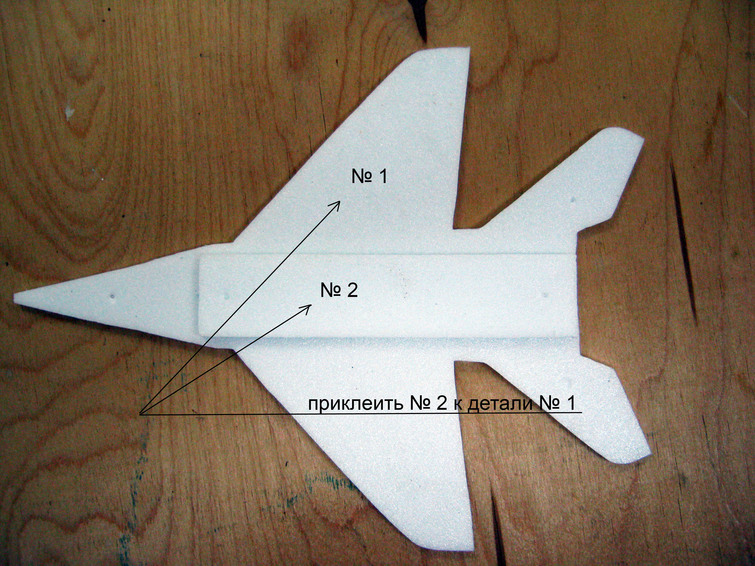 № 1
№ 2
приклеить № 2 к детали № 1